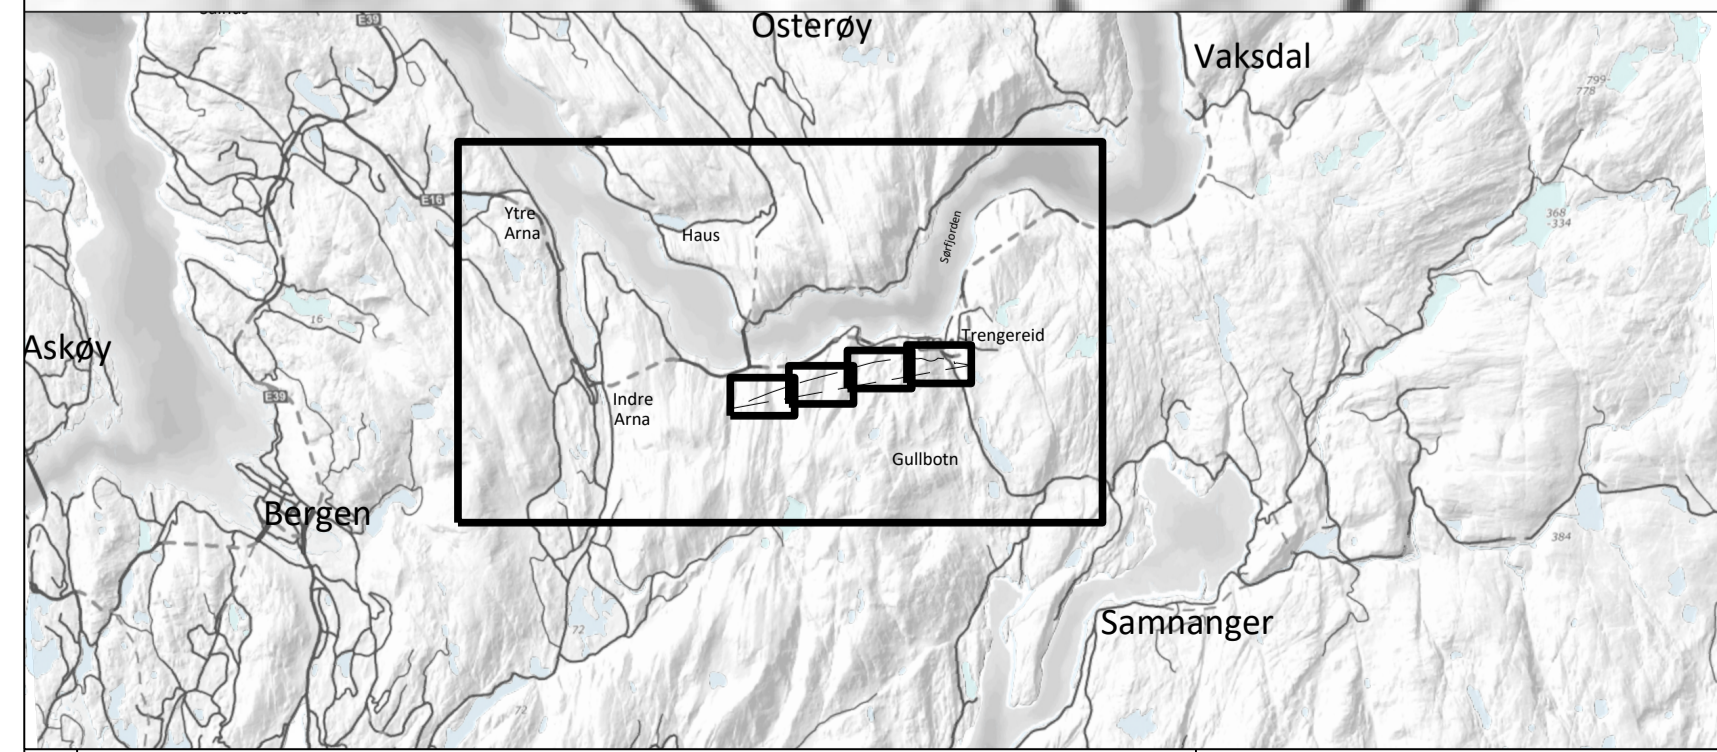 E39
Osterøy
Vaksdal
799-
778
4
E16
Ytre
Arna
Haus
Sørfjorden
368
-334
16
Askøy
Trengereid
E39
Indre
Arna
Gullbotn
Bergen
384
Samnanger
72
72